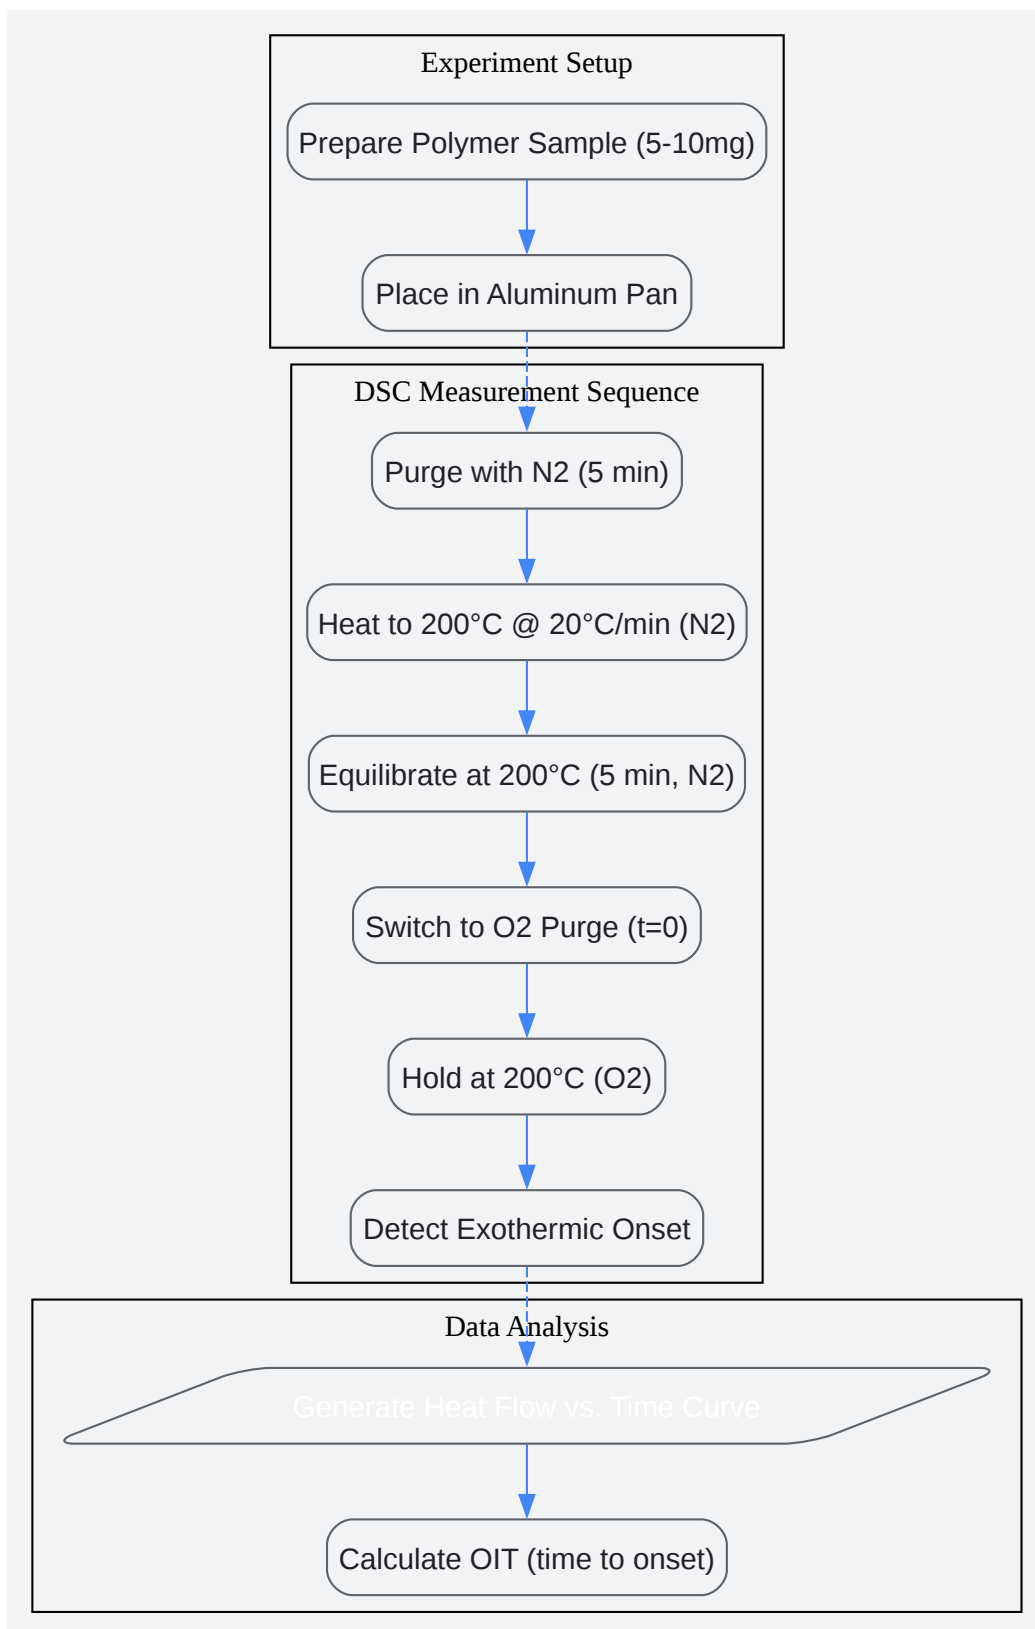 Experiment Setup
Prepare Polymer Sample (5-10mg)
Place in Aluminum Pan
DSC Measurement Sequence
Purge with N2 (5 min)
Heat to 200°C @ 20°C/min (N2)
Equilibrate at 200°C (5 min, N2)
Switch to O2 Purge (t=0)
Hold at 200°C (O2)
Detect Exothermic Onset
Data Analysis
Generate Heat Flow vs. Time Curve
Calculate OIT (time to onset)